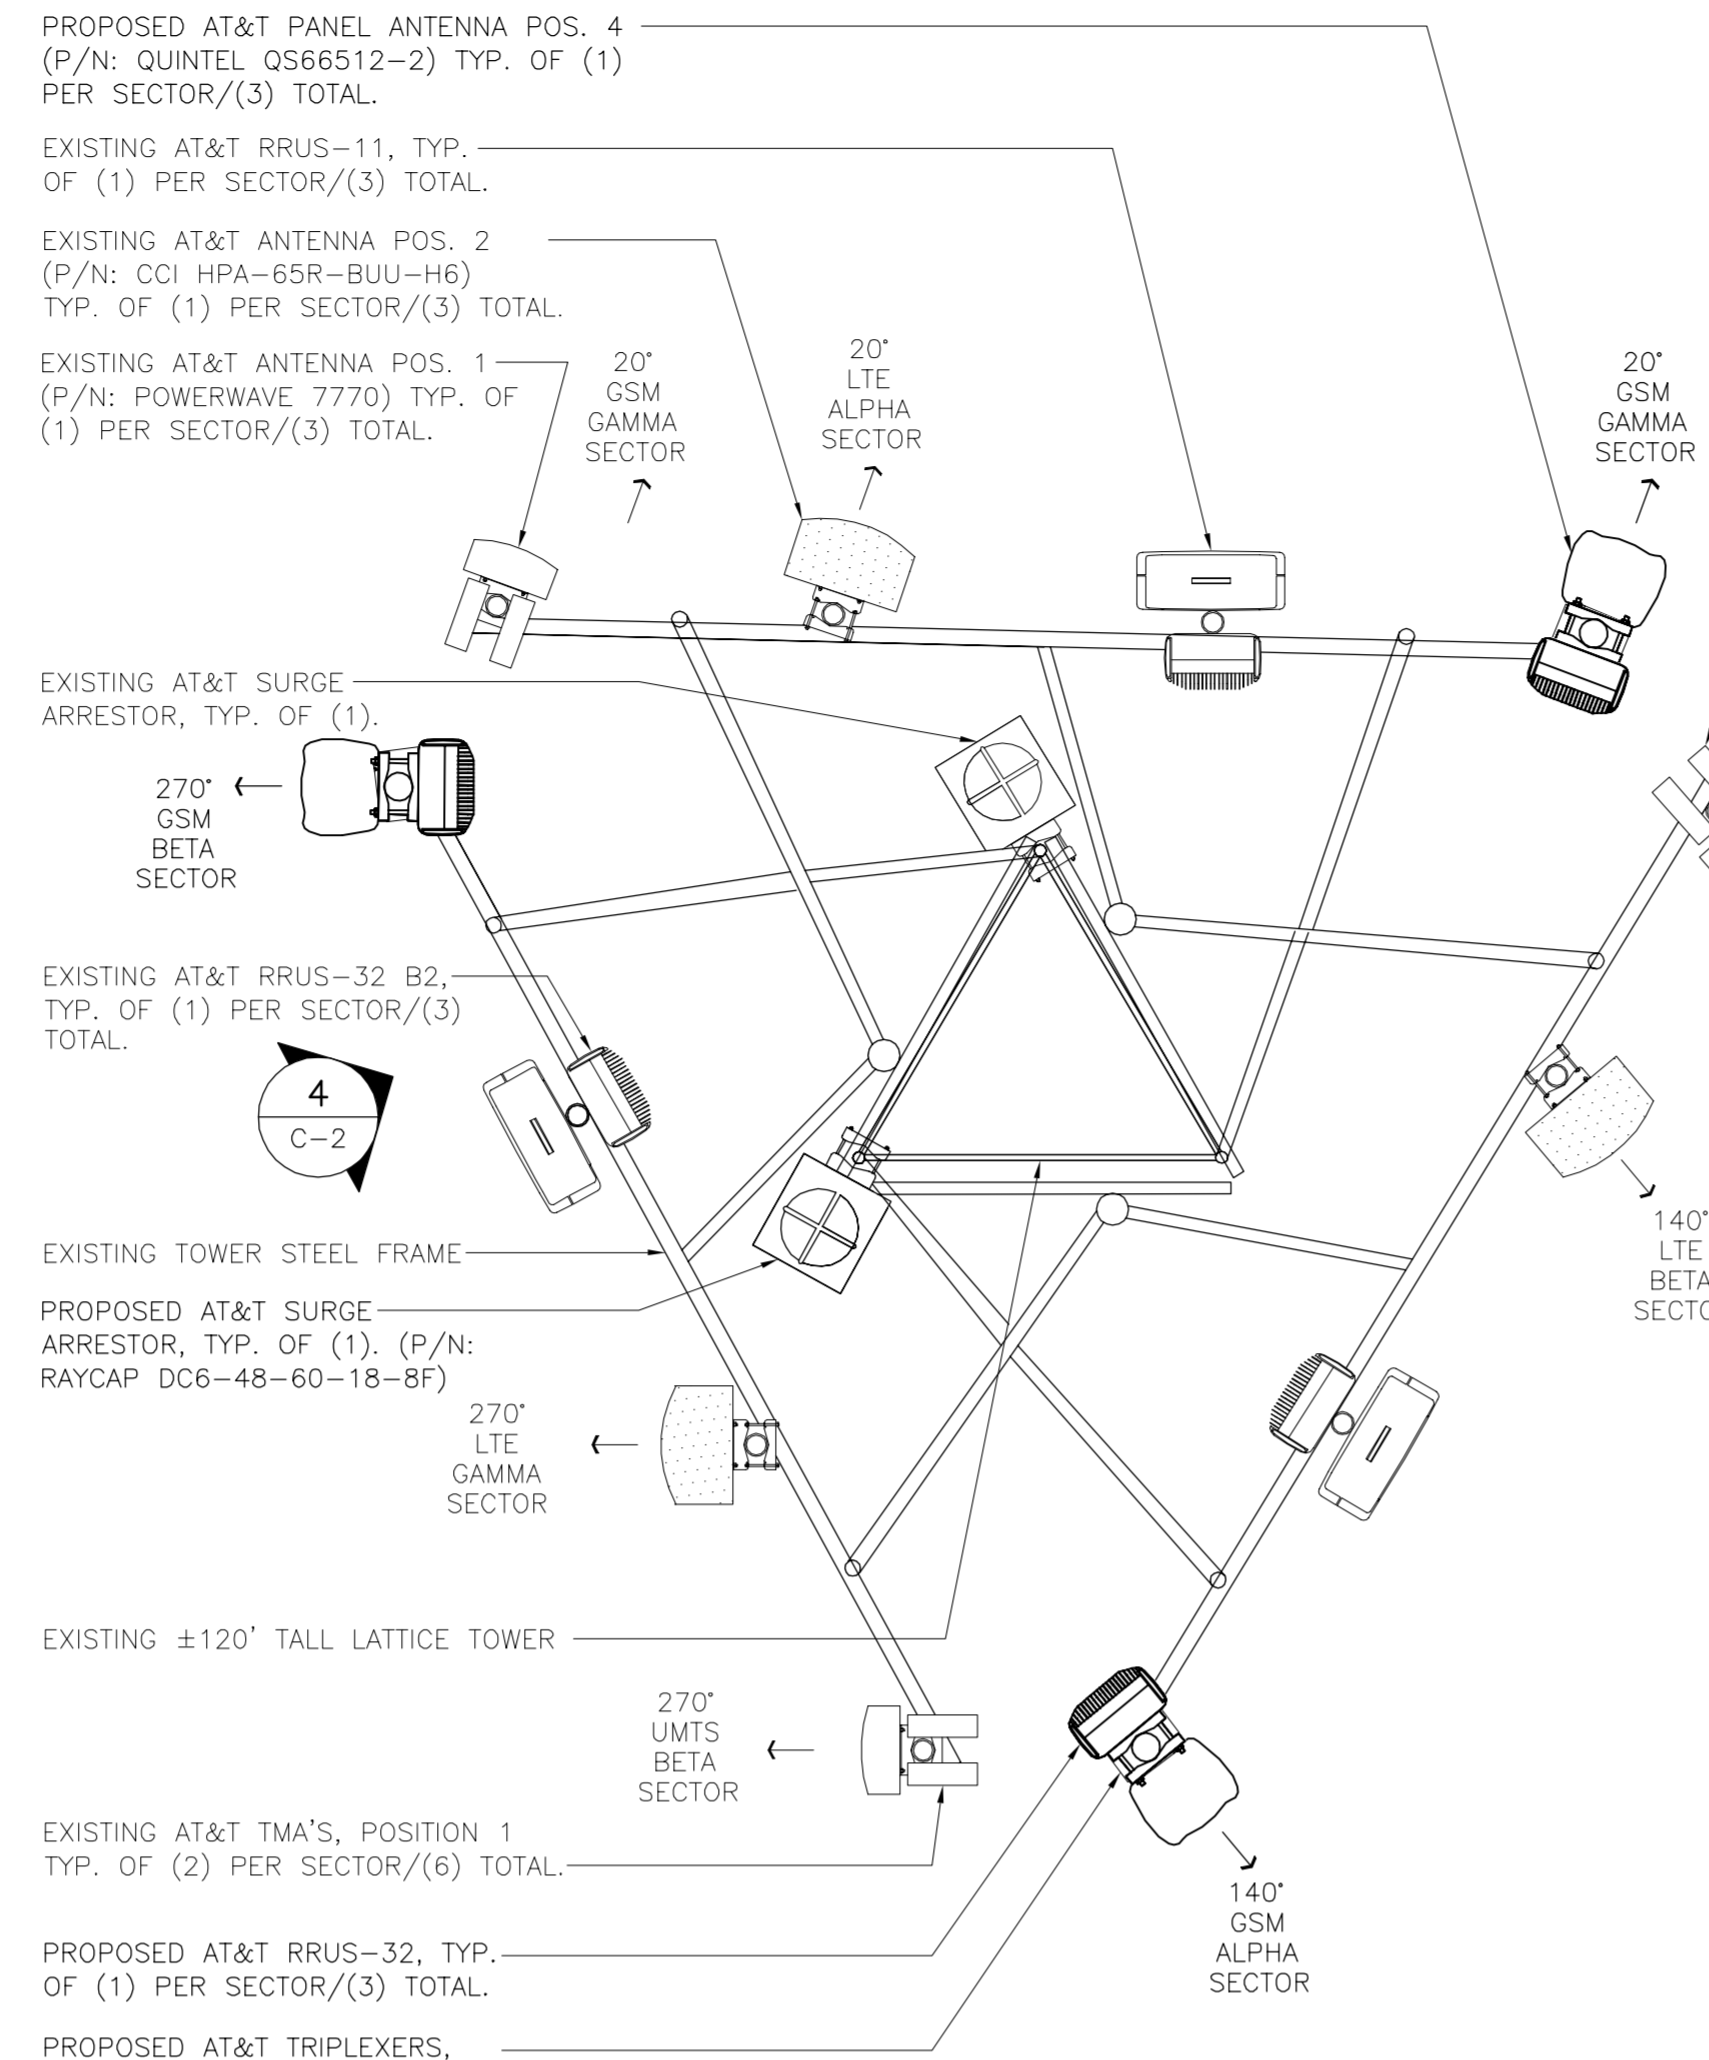 PROPOSED AT&T PANEL ANTENNA POS. 4
(P/N: QUINTEL QS66512-2) TYP. OF (1)
PER SECTOR/(3) TOTAL.
EXISTING AT&T RRUS-11, TYP.
OF (1) PER SECTOR/(3) TOTAL.
EXISTING AT&T ANTENNA POS. 2
(P/N: CCI HPA-65R-BUU-H6)
TYP. OF (1) PER SECTOR/(3) TOTAL.
EXISTING AT&T ANTENNA POS. 1
(P/N: POWERWAVE 7770) TYP. OF
(1) PER SECTOR/(3) TOTAL.
20°
GSM
GAMMA
SECTOR
20°
LTE
ALPHA
SECTOR
20°
GSM
GAMMA
SECTOR
EXISTING AT&T SURGE
ARRESTOR, TYP. OF (1).
270°
GSM
BETA
SECTOR
EXISTING AT&T RRUS-32 B2,
TYP. OF (1) PER SECTOR/(3)
TOTAL.
4
C-2
140°
LTE
BETA
SECTO
EXISTING TOWER STEEL FRAME
PROPOSED AT&T SURGE
ARRESTOR, TYP. OF (1). (P/N:
RAYCAP DC6-48-60-18-8F)
270°
LTE
GAMMA
SECTOR
EXISTING ±120' TALL LATTICE TOWER
270°
UMTS
BETA
SECTOR
EXISTING AT&T TMA'S, POSITION 1
TYP. OF (2) PER SECTOR/(6) TOTAL.
140°
GSM
ALPHA
SECTOR
PROPOSED AT&T RRUS-32, TYP.
OF (1) PER SECTOR/(3) TOTAL.
PROPOSED AT&T TRIPLEXERS,